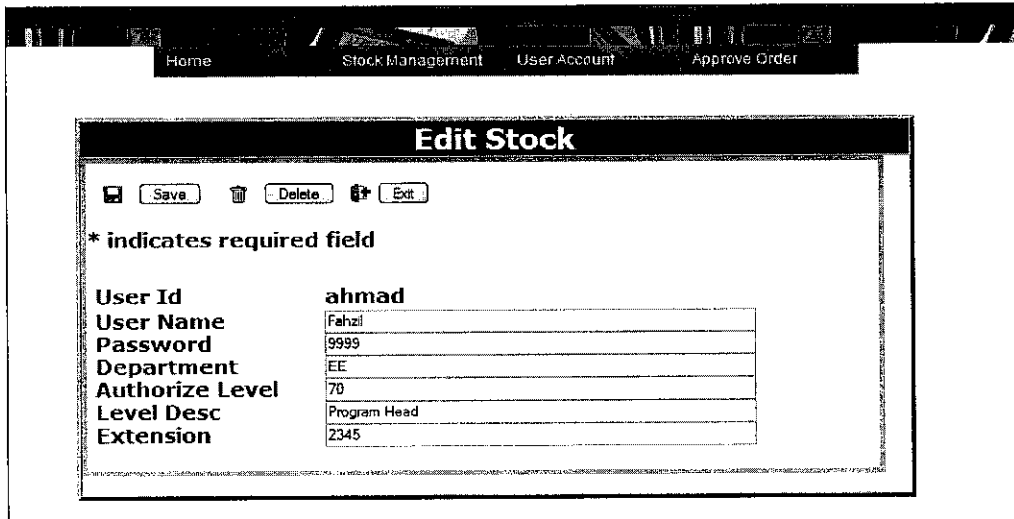 Home Stock Management User Account Approve Order
Edit Stock
Save Delete Exit
* indicates required field
User Id ahmad
User Name Fahzil
Password 9999
Department EE
Authorize Level 70
Level Desc Program Head
Extension 2345